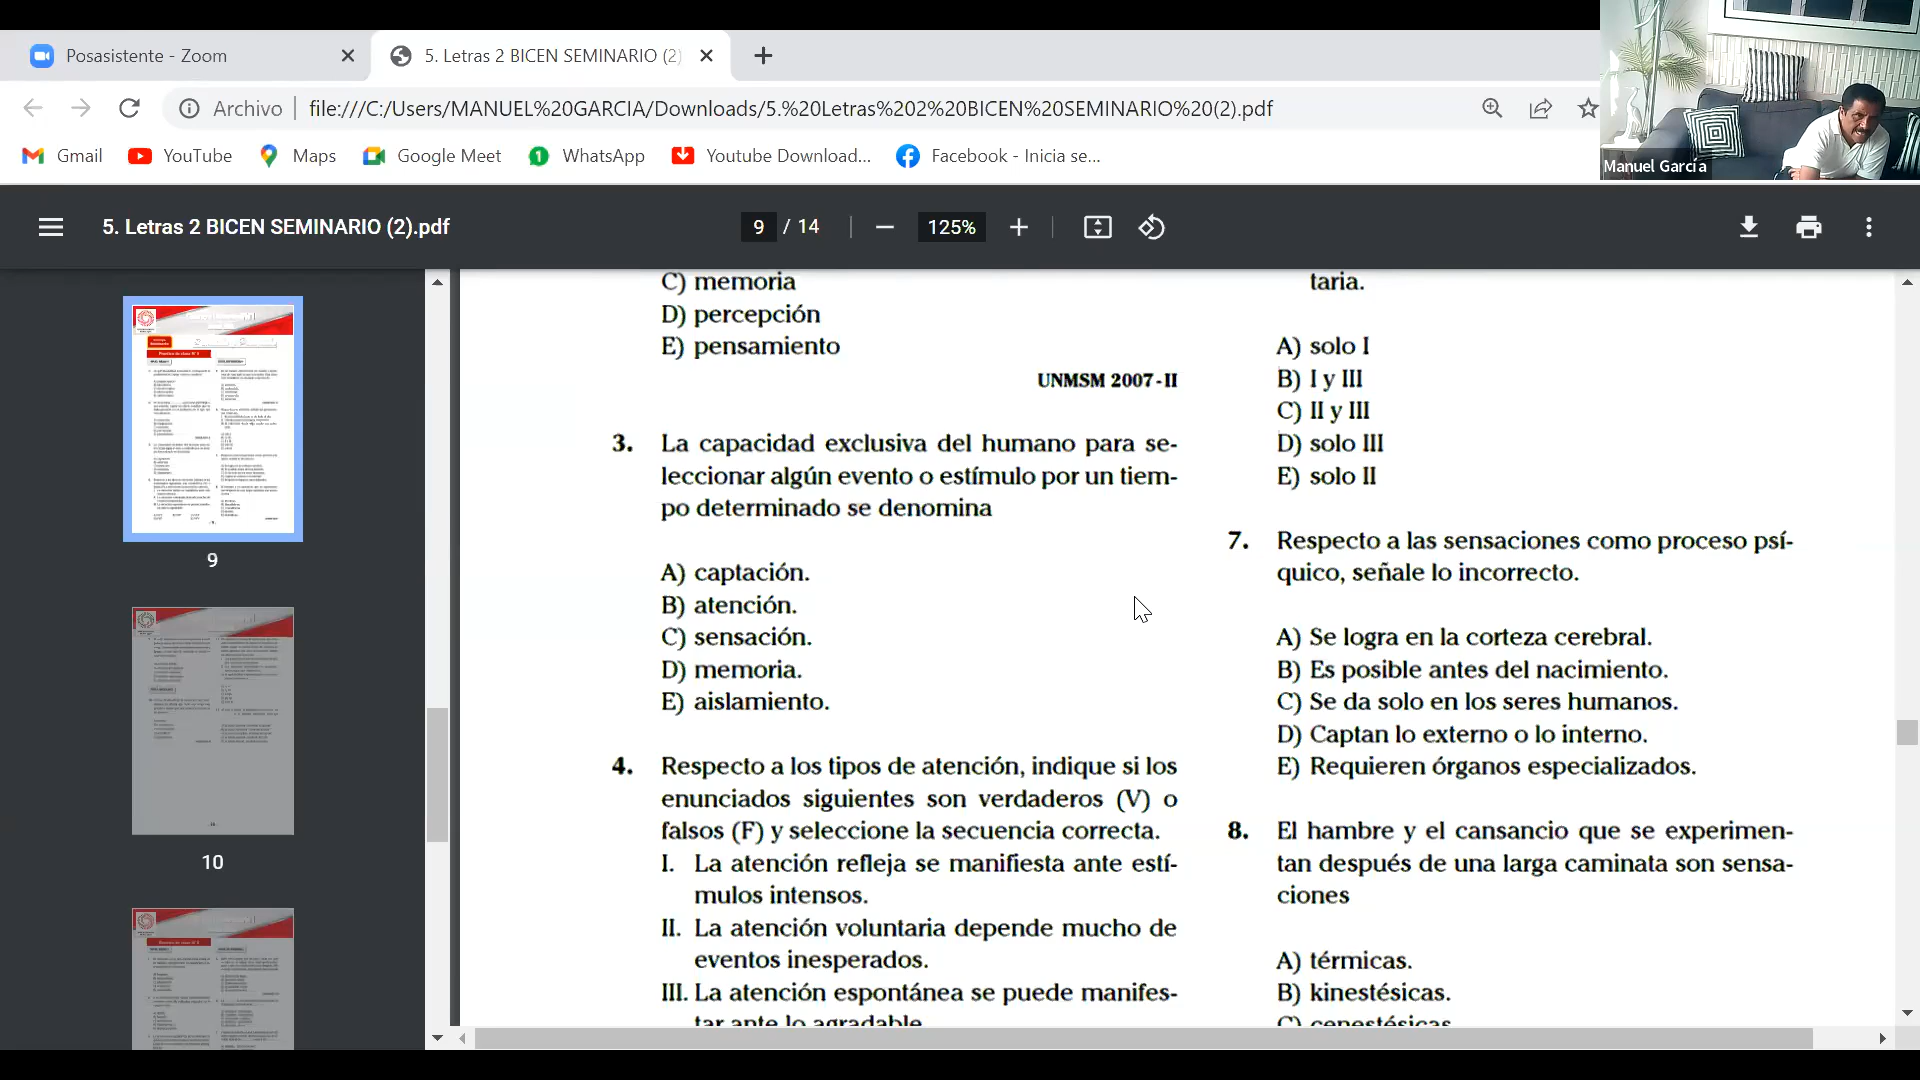 Posasistente - Zoom
5. Letras 2 BICEN SEMINARIO (2)
Archivo
file:///C:/Users/MANUEL%20GARCIA/Downloads/5.%20Letras%202%20BICEN%20SEMINARIO%20(2).pdf
Gmail
YouTube
Maps
Google Meet
WhatsApp
Youtube Download...
Facebook - Inicia se...
Manuel García
5. Letras 2 BICEN SEMINARIO (2).pdf
9 / 14
125%
9
10
C) memoria
D) percepción
E) pensamiento
UNMSM 2007-II
3. La capacidad exclusiva del humano para se-
leccionar algún evento o estímulo por un tiem-
po determinado se denomina
A) captación.
B) atención.
C) sensación.
D) memoria.
E) aislamiento.
4. Respecto a los tipos de atención, indique si los
enunciados siguientes son verdaderos (V) o
falsos (F) y seleccione la secuencia correcta.
I. La atención refleja se manifiesta ante estí-
mulos intensos.
II. La atención voluntaria depende mucho de
eventos inesperados.
III. La atención espontánea se puede manifes-
tar ante lo agradable
taria.
A) solo I
B) I y III
C) II y III
D) solo III
E) solo II
7. Respecto a las sensaciones como proceso psí-
quico, señale lo incorrecto.
A) Se logra en la corteza cerebral.
B) Es posible antes del nacimiento.
C) Se da solo en los seres humanos.
D) Captan lo externo o lo interno.
E) Requieren órganos especializados.
8. El hambre y el cansancio que se experimen-
tan después de una larga caminata son sensa-
ciones
A) térmicas.
B) kinestésicas.
C) cenestésicas